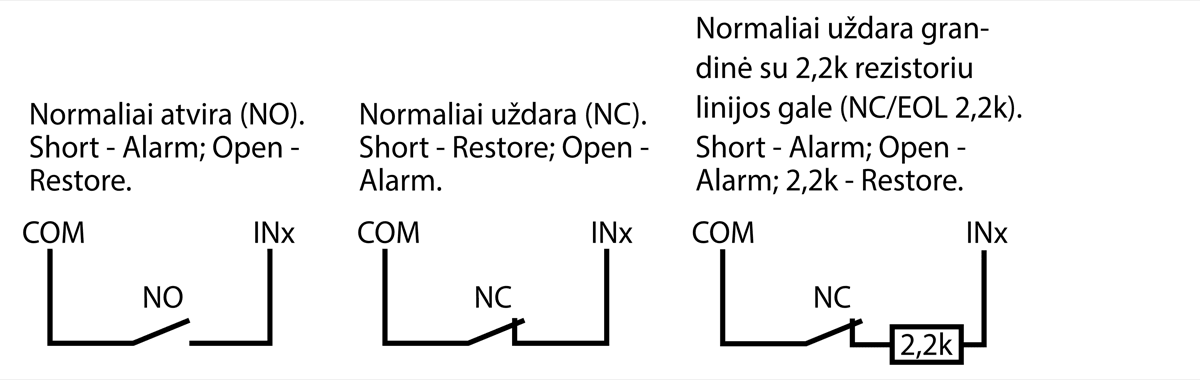 Normaliai atvira (NO).
Short - Alarm; Open -
Restore.
COM INx
NO
Normaliai uždara (NC).
Short - Restore; Open -
Alarm.
COM INx
NC
Normaliai uždara gran-
dinė su 2,2k rezistoriu
linijos gale (NC/EOL 2,2k).
Short - Alarm; Open -
Alarm; 2,2k - Restore.
COM INx
NC
2,2k